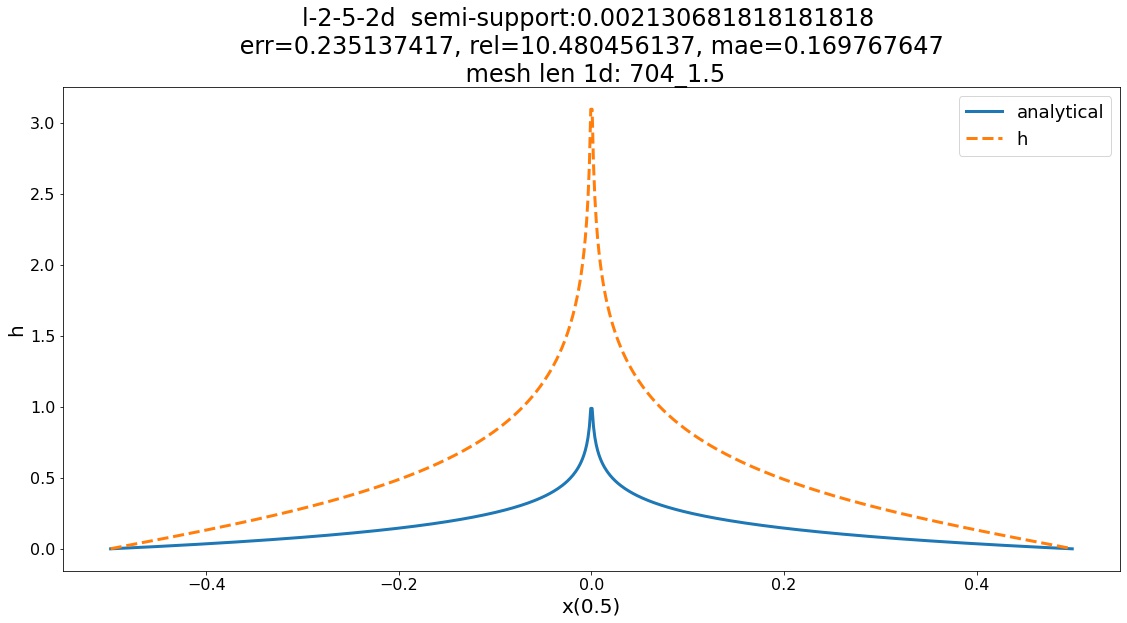 l-2-5-2d  semi-support:0.002130681818181818
err=0.235137417, rel=10.480456137, mae=0.169767647
mesh len 1d: 704_1.5
analytical
h
3.0
2.5
2.0
1.5
1.0
0.5
0.0
h
−0.4
−0.2
0.0
0.2
0.4
x(0.5)